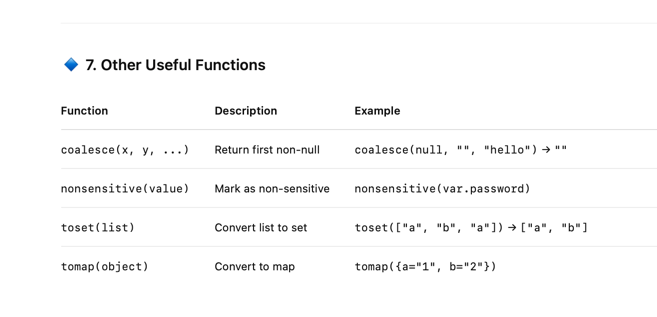 🔷 7. Other Useful Functions
Function Description Example
coalesce(x, y, ...) Return first non-null coalesce(null, "", "hello") → ""
nonsensitive(value) Mark as non-sensitive nonsensitive(var.password)
toset(list) Convert list to set toset(["a", "b", "a"]) → ["a", "b"]
tomap(object) Convert to map tomap({a="1", b="2"})